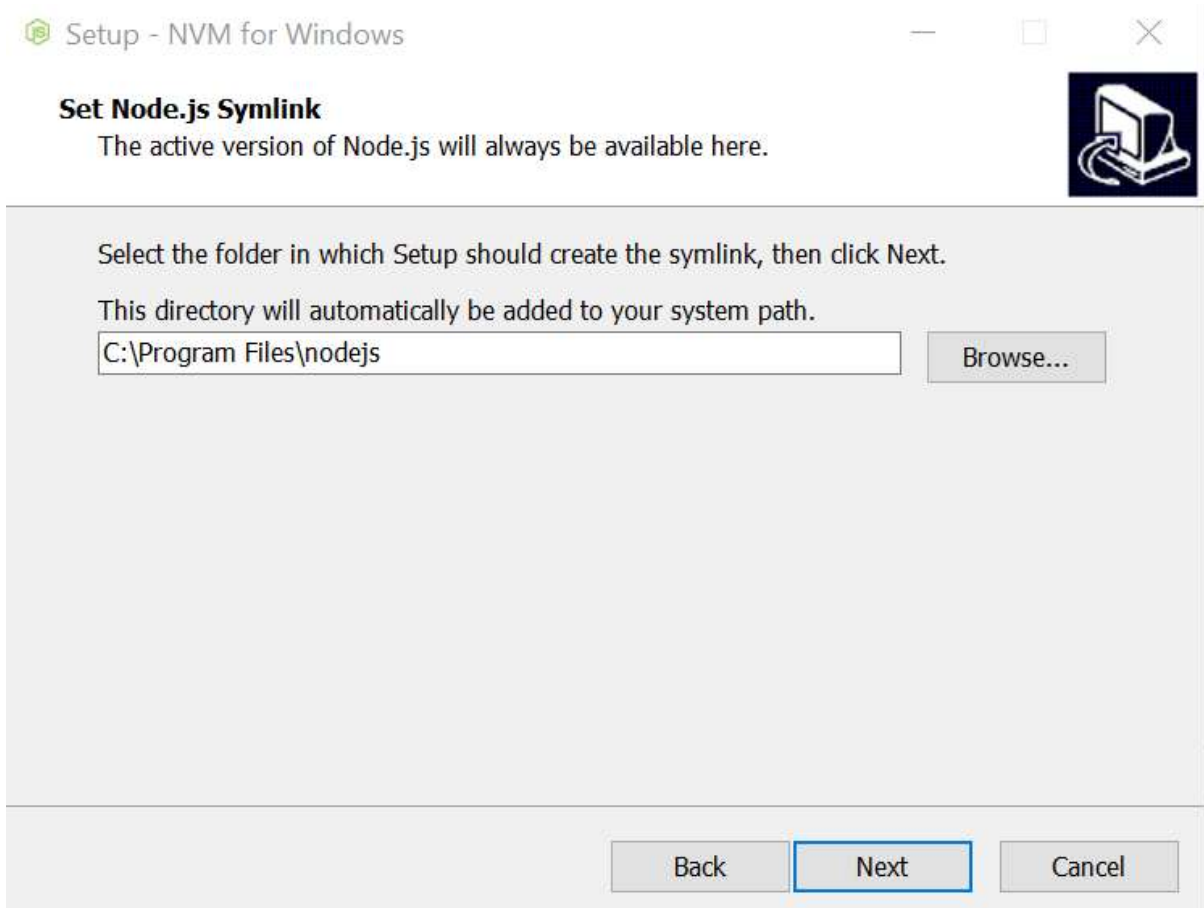 Setup - NVM for Windows
Set Node.js Symlink
The active version of Node.js will always be available here.
Select the folder in which Setup should create the symlink, then click Next.
This directory will automatically be added to your system path.
C:\Program Files\nodejs
Browse...
Back
Next
Cancel